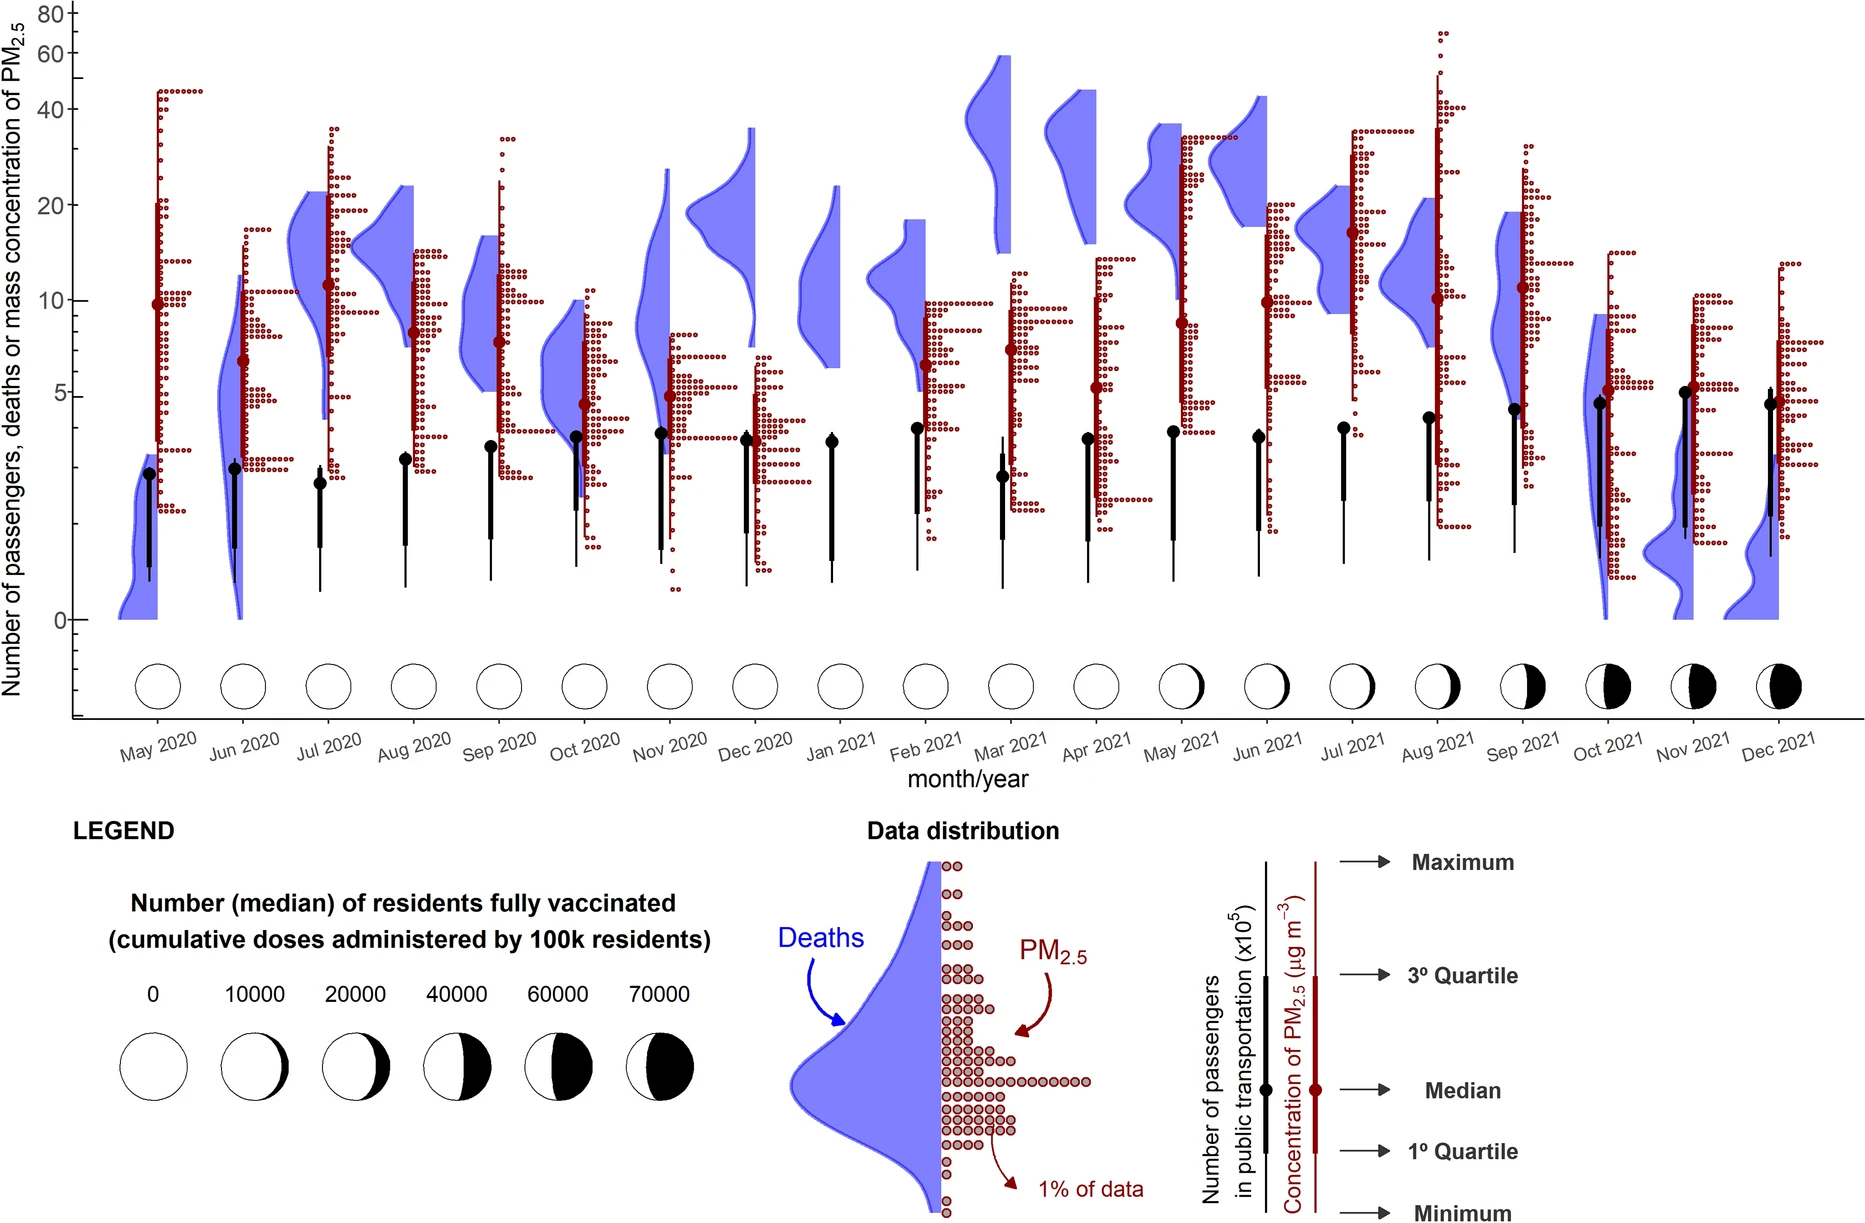 Number of passengers, deaths or mass concentration of PM2.5
80
60
40
20
10
5
0
May 2020
Jun 2020
Jul 2020
Aug 2020
Sep 2020
Oct 2020
Nov 2020
Dec 2020
Jan 2021
Feb 2021
Mar 2021
Apr 2021
May 2021
Jun 2021
Jul 2021
Aug 2021
Sep 2021
Oct 2021
Nov 2021
Dec 2021
month/year
LEGEND
Number (median) of residents fully vaccinated
(cumulative doses administered by 100k residents)
0
10000
20000
40000
60000
70000
Data distribution
Deaths
PM2.5
1% of data
Number of passengers
in public transportation (x10⁵)
Concentration of PM2.5 (µg m⁻³)
Maximum
3º Quartile
Median
1º Quartile
Minimum